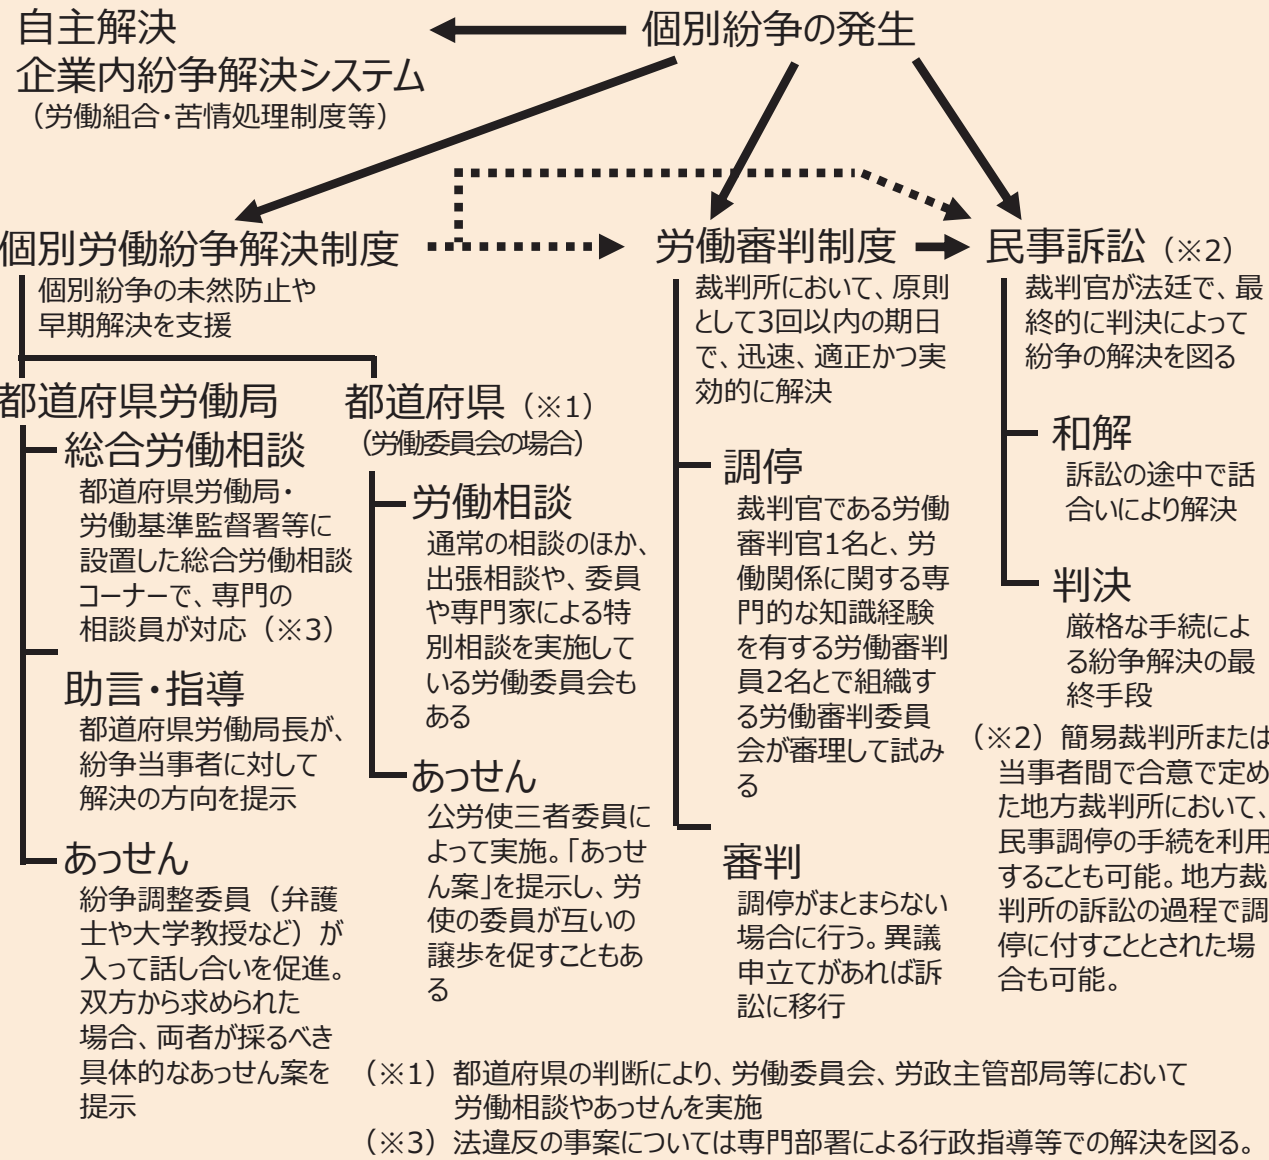 個別紛争の発生
自主解決
企業内紛争解決システム
（労働組合・苦情処理制度等）
個別労働紛争解決制度
個別紛争の未然防止や
早期解決を支援
都道府県労働局
総合労働相談
都道府県労働局・
労働基準監督署等に
設置した総合労働相談
コーナーで、専門の
相談員が対応（※3）
助言・指導
都道府県労働局長が、
紛争当事者に対して
解決の方向を提示
あっせん
紛争調整委員（弁護
士や大学教授など）が
入って話し合いを促進。
双方から求められた
場合、両者が採るべき
具体的なあっせん案を
提示
都道府県（※1）
（労働委員会の場合）
労働相談
通常の相談のほか、
出張相談や、委員
や専門家による特
別相談を実施して
いる労働委員会も
ある
あっせん
公労使三者委員に
よって実施。「あっせ
ん案」を提示し、労
使の委員が互いの
譲歩を促すこともあ
る
労働審判制度
裁判所において、原則
として3回以内の期日
で、迅速、適正かつ実
効的に解決
調停
裁判官である労働
審判官1名と、労
働関係に関する専
門的な知識経験
を有する労働審判
員2名とで組織す
る労働審判委員
会が審理して試み
る
審判
調停がまとまらない
場合に行う。異議
申立てがあれば訴
訟に移行
民事訴訟（※2）
裁判官が法廷で、最
終的に判決によって
紛争の解決を図る
和解
訴訟の途中で話
合いにより解決
判決
厳格な手続によ
る紛争解決の最
終手段
（※2）簡易裁判所または
当事者間で合意で定め
た地方裁判所において、
民事調停の手続を利用
することも可能。地方裁
判所の訴訟の過程で調
停に付すこととされた場
合も可能。
（※1）都道府県の判断により、労働委員会、労政主管部局等において
労働相談やあっせんを実施
（※3）法違反の事案については専門部署による行政指導等での解決を図る。